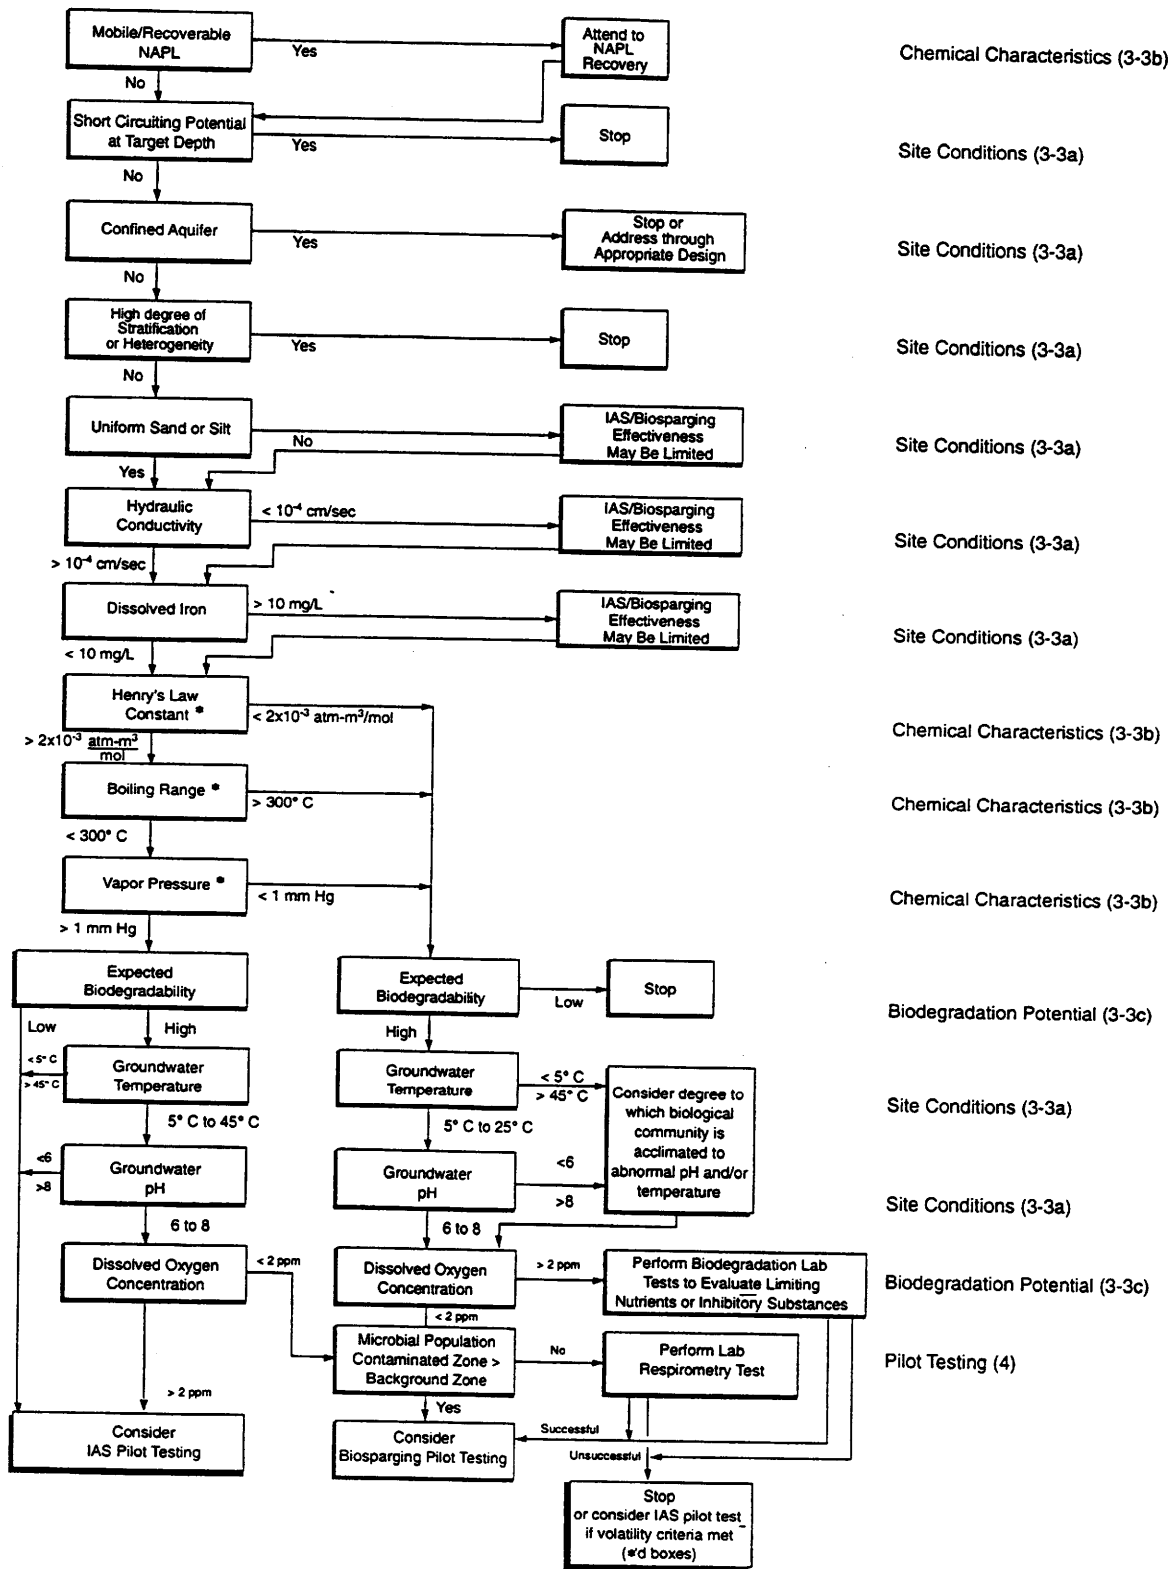 Mobile/Recoverable
NAPL
Yes
Attend to
NAPL
Recovery
Chemical Characteristics (3-3b)
No
Short Circuiting Potential
at Target Depth
Yes
Stop
Site Conditions (3-3a)
No
Confined Aquifer
Yes
Stop or
Address through
Appropriate Design
Site Conditions (3-3a)
No
High degree of
Stratification
or Heterogeneity
Yes
Stop
Site Conditions (3-3a)
No
Uniform Sand or Silt
No
IAS/Biosparging
Effectiveness
May Be Limited
Site Conditions (3-3a)
Yes
Hydraulic
Conductivity
< 10⁻⁴ cm/sec
IAS/Biosparging
Effectiveness
May Be Limited
Site Conditions (3-3a)
> 10⁻⁴ cm/sec
Dissolved Iron
> 10 mg/L
IAS/Biosparging
Effectiveness
May Be Limited
Site Conditions (3-3a)
< 10 mg/L
Henry's Law
Constant *
< 2x10⁻³ atm-m³/mol
Chemical Characteristics (3-3b)
> 2x10⁻³ atm-m³
mol
Boiling Range *
> 300° C
Chemical Characteristics (3-3b)
< 300° C
Vapor Pressure *
< 1 mm Hg
Chemical Characteristics (3-3b)
> 1 mm Hg
Expected
Biodegradability
Expected
Biodegradability
Low
Stop
Biodegradation Potential (3-3c)
Low
High
High
< 5° C
> 45° C
Groundwater
Temperature
Groundwater
Temperature
< 5° C
> 45° C
Consider degree to
which biological
community is
acclimated to
abnormal pH and/or
temperature
Site Conditions (3-3a)
5° C to 45° C
5° C to 25° C
<6
>8
Groundwater
pH
Groundwater
pH
<6
>8
Site Conditions (3-3a)
6 to 8
6 to 8
Dissolved Oxygen
Concentration
< 2 ppm
Dissolved Oxygen
Concentration
> 2 ppm
Perform Biodegradation Lab
Tests to Evaluate Limiting
Nutrients or Inhibitory Substances
Biodegradation Potential (3-3c)
< 2 ppm
Microbial Population
Contaminated Zone >
Background Zone
No
Perform Lab
Respirometry Test
Pilot Testing (4)
> 2 ppm
Yes
Consider
IAS Pilot Testing
Consider
Biosparging Pilot Testing
Successful
Unsuccessful
Stop
or consider IAS pilot test
if volatility criteria met
(*'d boxes)